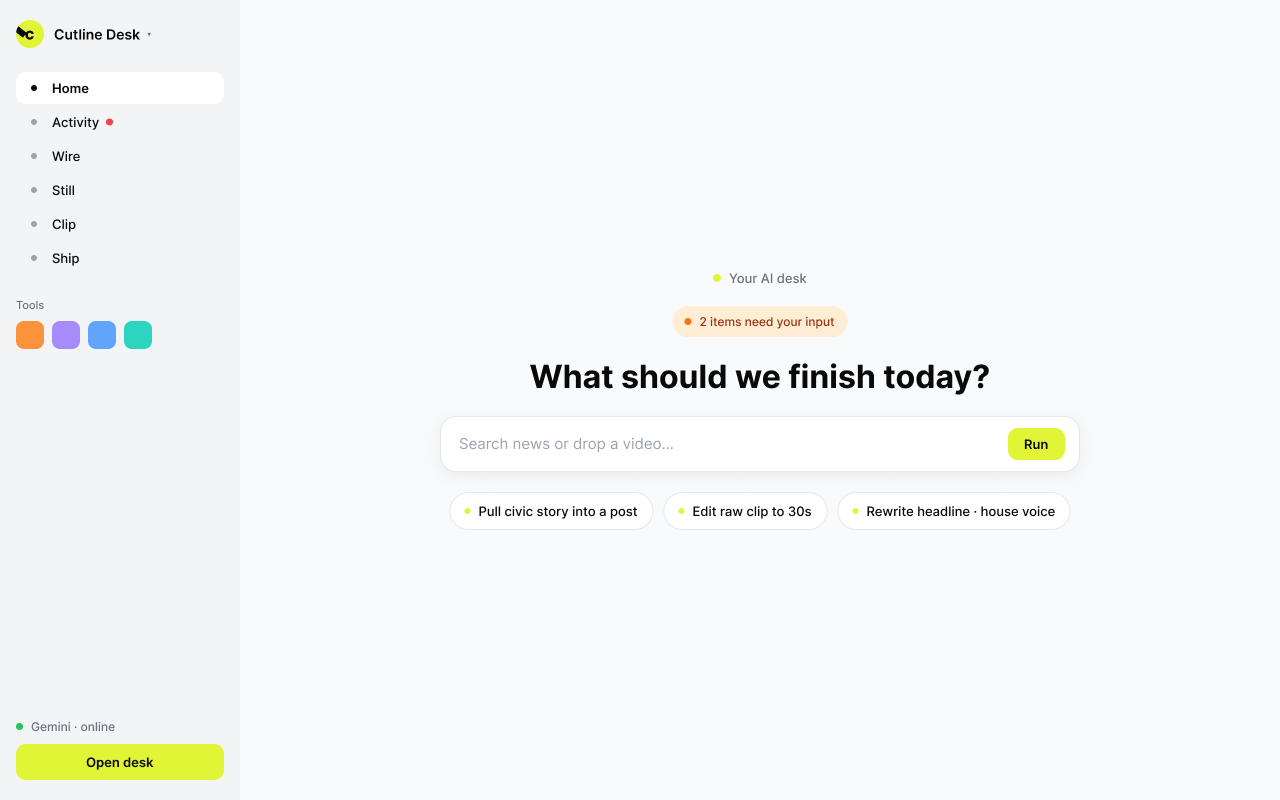 c Cutline Desk
Home
Activity
Wire
Still
Clip
Ship
Tools
Gemini · online
Open desk
Your AI desk
2 items need your input
What should we finish today?
Search news or drop a video...
Run
Pull civic story into a post
Edit raw clip to 30s
Rewrite headline · house voice